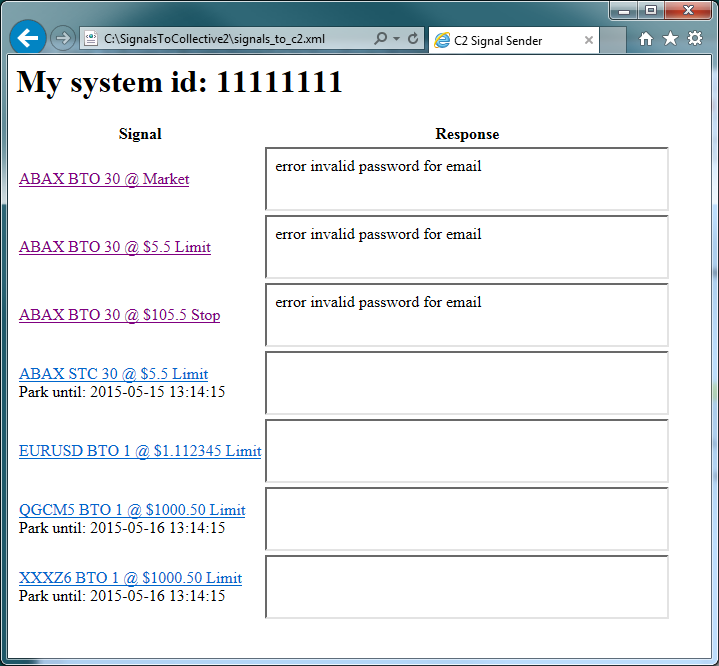 C:\SignalsToCollective2\signals_to_c2.xml
C2 Signal Sender
My system id: 11111111
Signal Response
ABAX BTO 30 @ Market
error invalid password for email
ABAX BTO 30 @ $5.5 Limit
error invalid password for email
ABAX BTO 30 @ $105.5 Stop
error invalid password for email
ABAX STC 30 @ $5.5 Limit
Park until: 2015-05-15 13:14:15
EURUSD BTO 1 @ $1.112345 Limit
QGCM5 BTO 1 @ $1000.50 Limit
Park until: 2015-05-16 13:14:15
XXXZ6 BTO 1 @ $1000.50 Limit
Park until: 2015-05-16 13:14:15